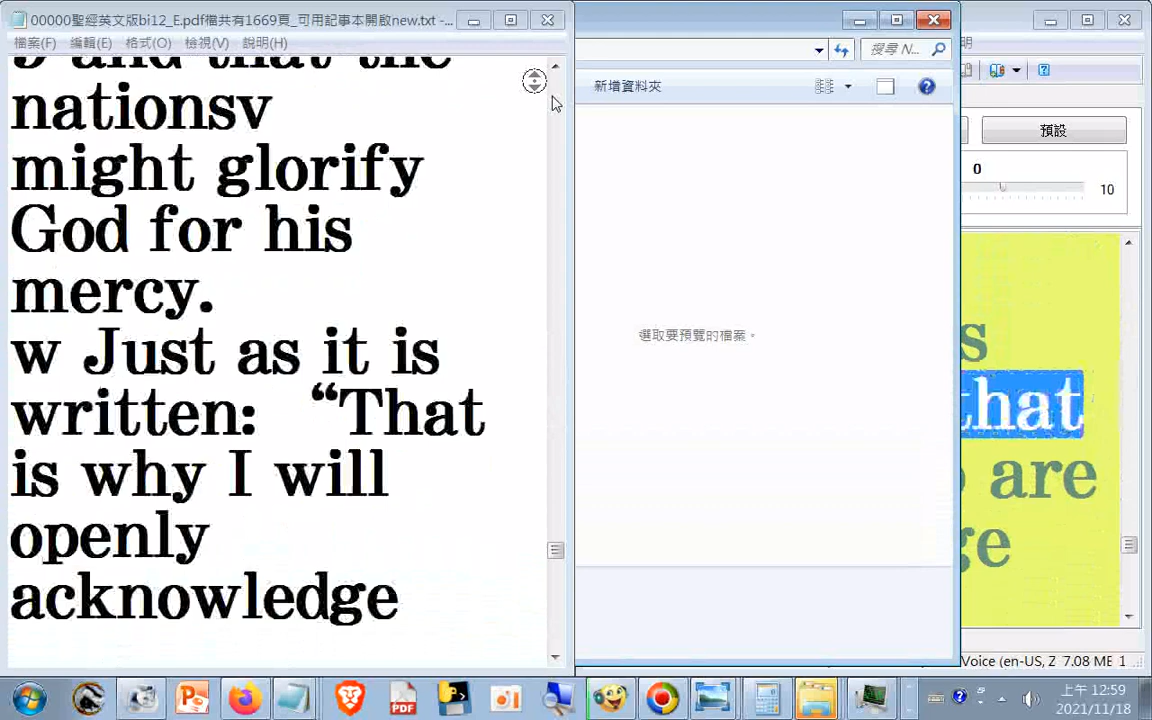 00000聖經英文版bi12_E.pdf檔共有1669頁_可用記事本開啟new.txt -...
檔案(F) 編輯(E) 格式(O) 檢視(V) 說明(H)
9 and that the
nationsv
might glorify
God for his
mercy.
w Just as it is
written: “That
is why I will
openly
acknowledge
搜尋 N...
新增資料夾
選取要預覽的檔案。
明
預設
0
10
s
that
are
ge
Voice (en-US, Z 7.08 ME 1
上午 12:59
2021/11/18